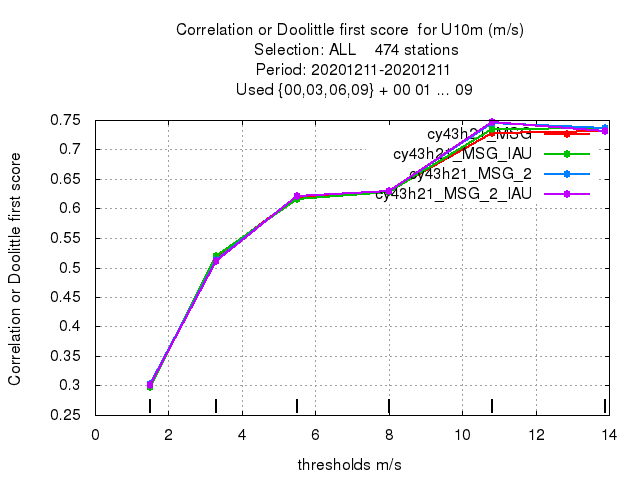 Correlation or Doolittle first score  for U10m (m/s)
Selection: ALL    474 stations
Period: 20201211-20201211
Used {00,03,06,09} + 00 01 ... 09
Correlation or Doolittle first score
0.75
0.7
0.65
0.6
0.55
0.5
0.45
0.4
0.35
0.3
0.25
cy43h21_MSG
cy43h21_MSG_IAU
cy43h21_MSG_2
cy43h21_MSG_2_IAU
0 2 4 6 8 10 12 14
thresholds m/s